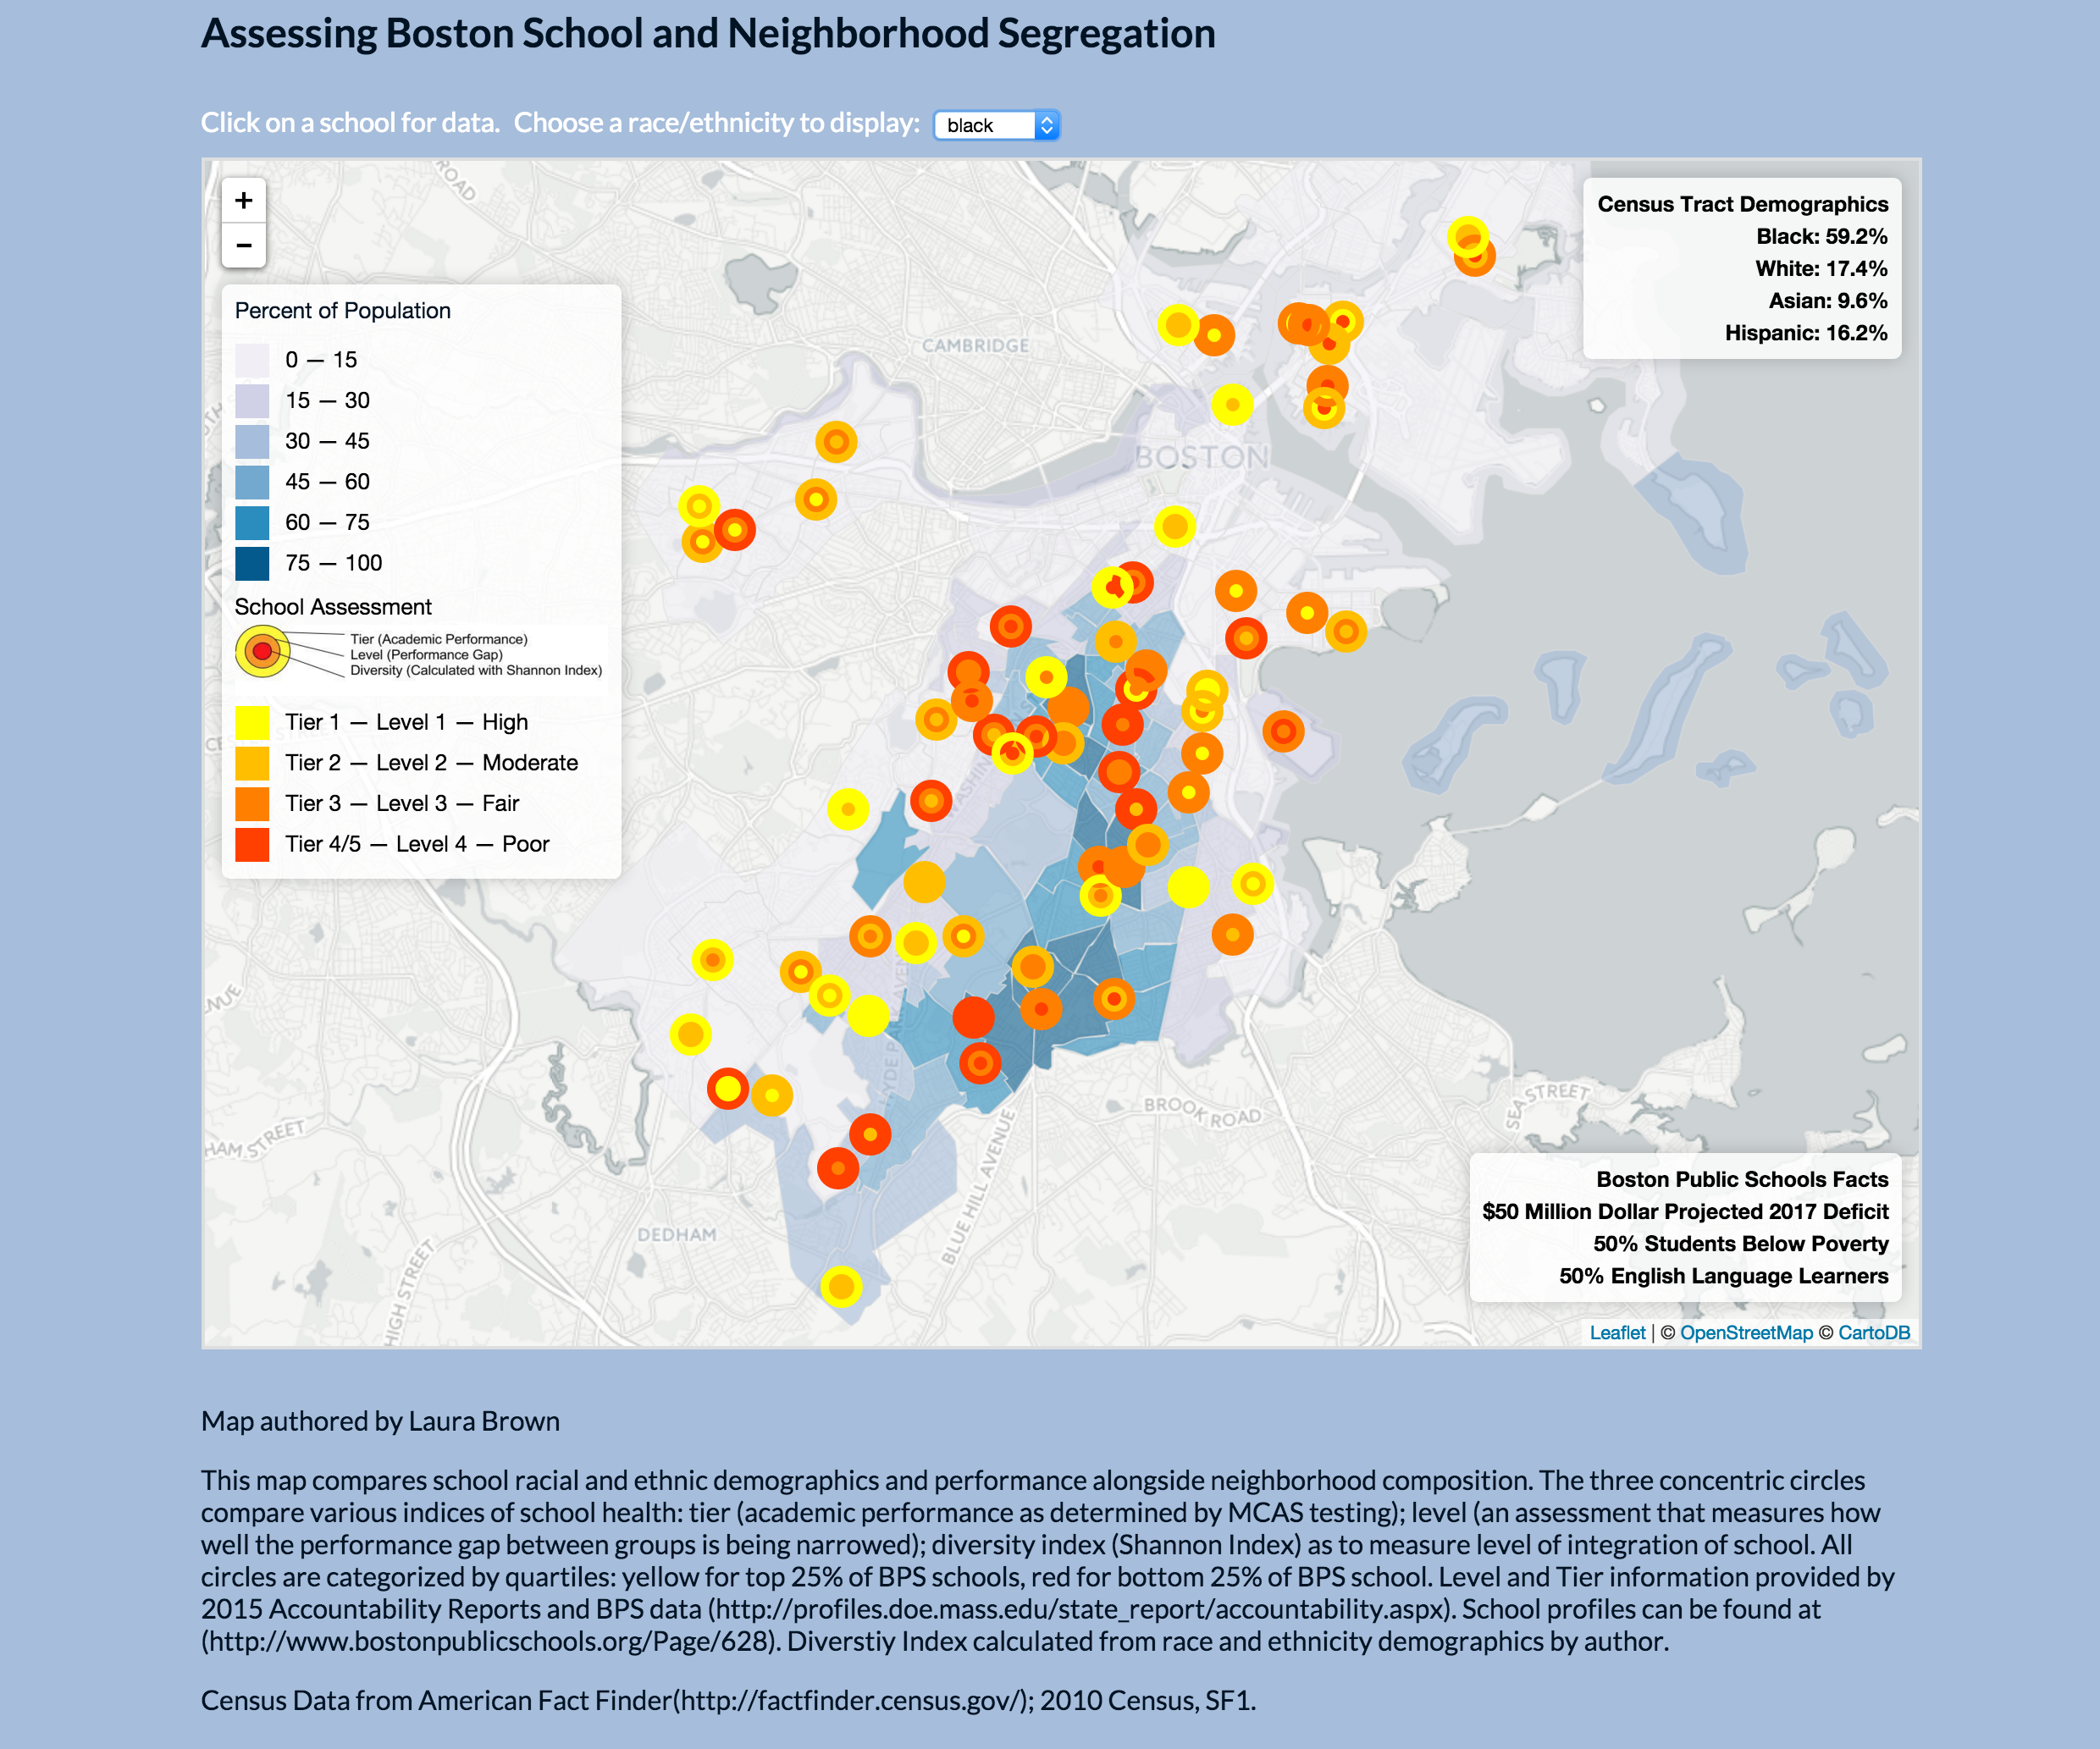 Assessing Boston School and Neighborhood Segregation
Click on a school for data. Choose a race/ethnicity to display: black
+
−
ROAD
CAMBRIDGE
BOSTON
Census Tract Demographics
Black: 59.2%
White: 17.4%
Asian: 9.6%
Hispanic: 16.2%
Percent of Population
0 — 15
15 — 30
30 — 45
45 — 60
60 — 75
75 — 100
School Assessment
Tier (Academic Performance)
Level (Performance Gap)
Diversity (Calculated with Shannon Index)
Tier 1 — Level 1 — High
Tier 2 — Level 2 — Moderate
Tier 3 — Level 3 — Fair
Tier 4/5 — Level 4 — Poor
HAM STREET
HIGH STREET
DEDHAM
BLUE HILL AVENUE
BROOK ROAD
SEA STREET
Boston Public Schools Facts
$50 Million Dollar Projected 2017 Deficit
50% Students Below Poverty
50% English Language Learners
Leaflet | © OpenStreetMap © CartoDB
Map authored by Laura Brown
This map compares school racial and ethnic demographics and performance alongside neighborhood composition. The three concentric circles
compare various indices of school health: tier (academic performance as determined by MCAS testing); level (an assessment that measures how
well the performance gap between groups is being narrowed); diversity index (Shannon Index) as to measure level of integration of school. All
circles are categorized by quartiles: yellow for top 25% of BPS schools, red for bottom 25% of BPS school. Level and Tier information provided by
2015 Accountability Reports and BPS data (http://profiles.doe.mass.edu/state_report/accountability.aspx). School profiles can be found at
(http://www.bostonpublicschools.org/Page/628). Diverstiy Index calculated from race and ethnicity demographics by author.
Census Data from American Fact Finder(http://factfinder.census.gov/); 2010 Census, SF1.